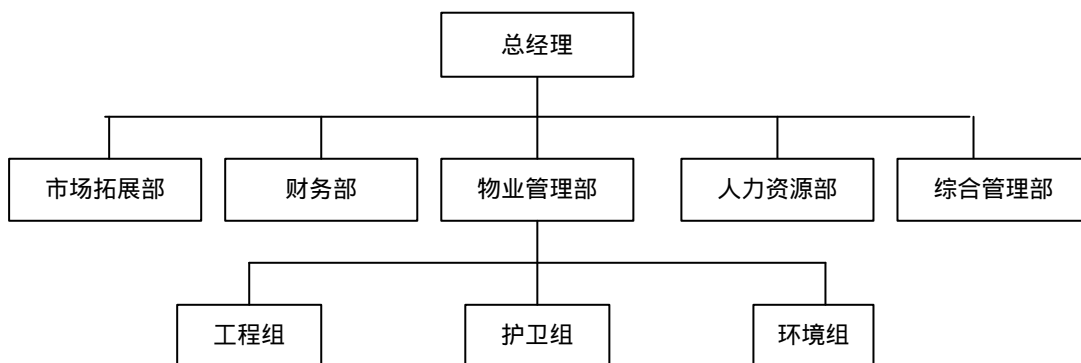 总经理
市场拓展部
财务部
物业管理部
人力资源部
综合管理部
工程组
护卫组
环境组